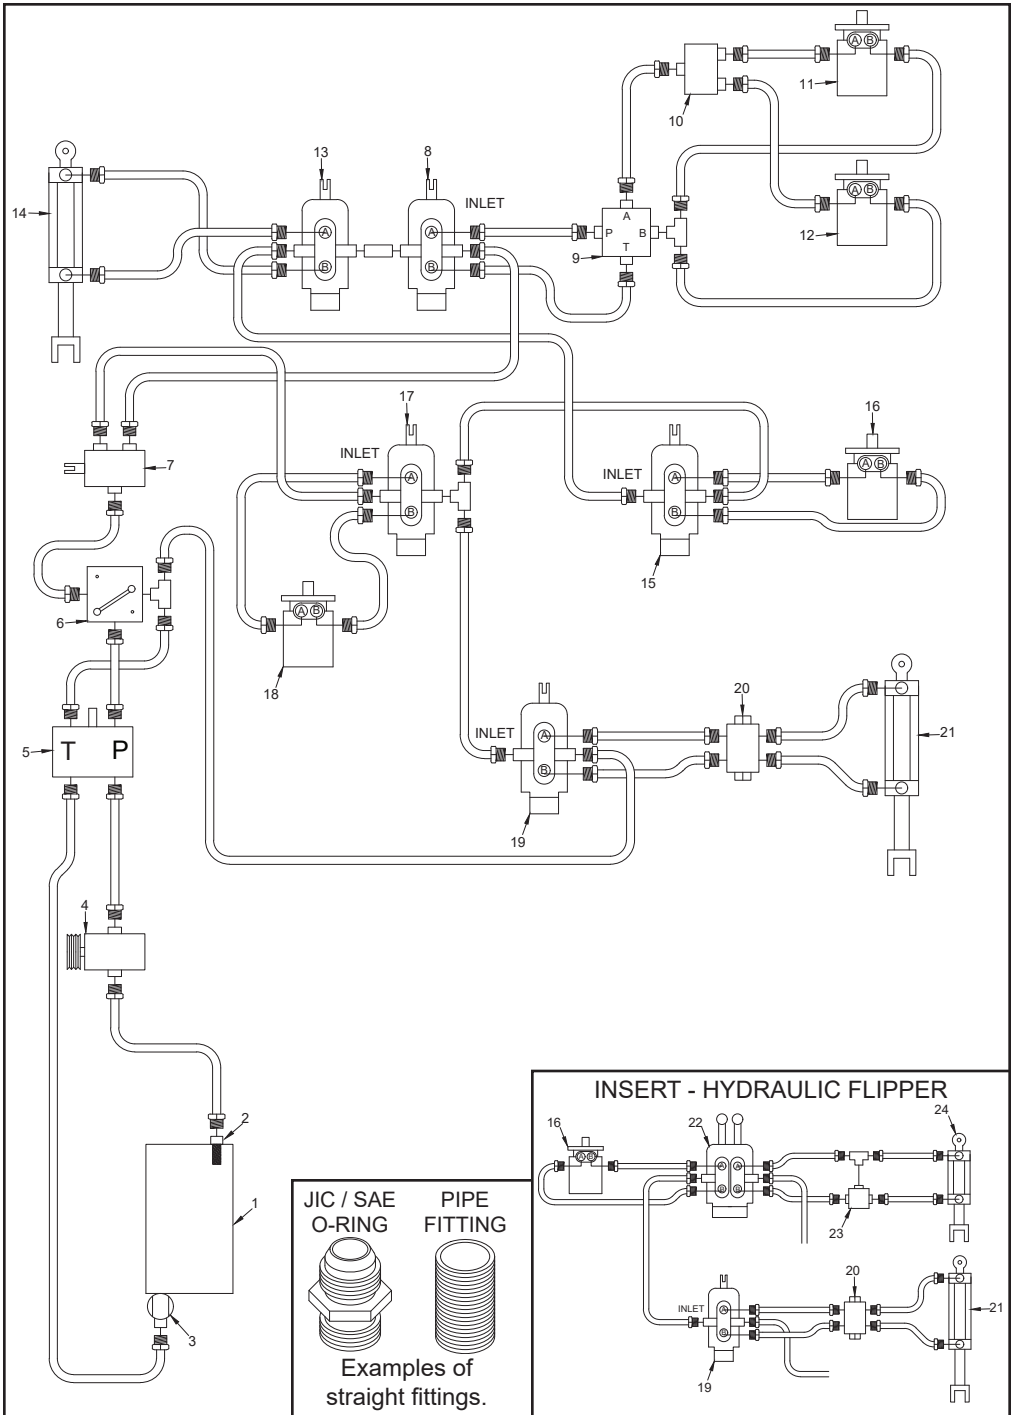 11
A B
10
13
8
INLET
14
A
B
A
B
A
P
B
T
9
12
A B
17
16
7
INLET
A
B
INLET
A
B
A B
15
6
A B
18
20
5
T P
INLET
A
B
21
19
4
2
1
3
JIC / SAE
O-RING
PIPE
FITTING
Examples of
straight fittings.
INSERT - HYDRAULIC FLIPPER
16
22
24
A B
A A
B B
23
20
INLET
A
B
21
19